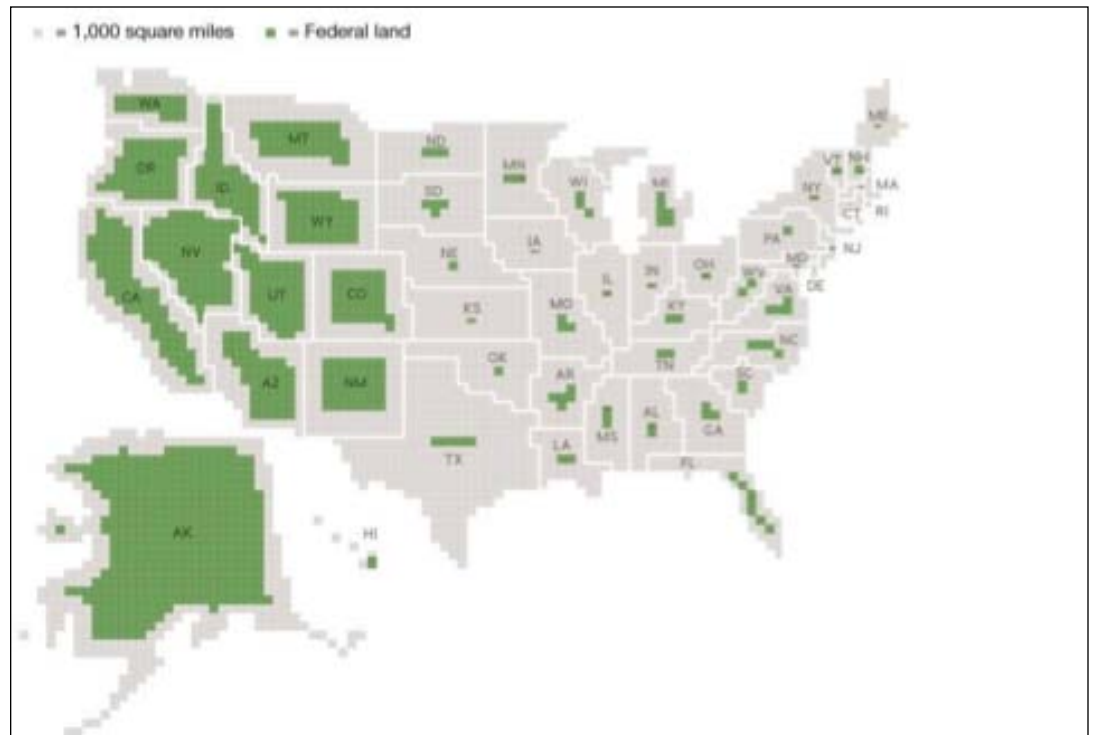 = 1,000 square miles = Federal land
WA
MT
ND
MN
ME
OR
ID
SD
WI
MI
VT NH
NY
MA
WY
CT
RI
NV
NE
IA
PA
NJ
MD
DE
CA
UT
CO
KS
MO
IL
IN
OH
WV
VA
KY
AZ
NM
OK
AR
TN
NC
SC
TX
LA
MS
AL
GA
FL
AK
HI